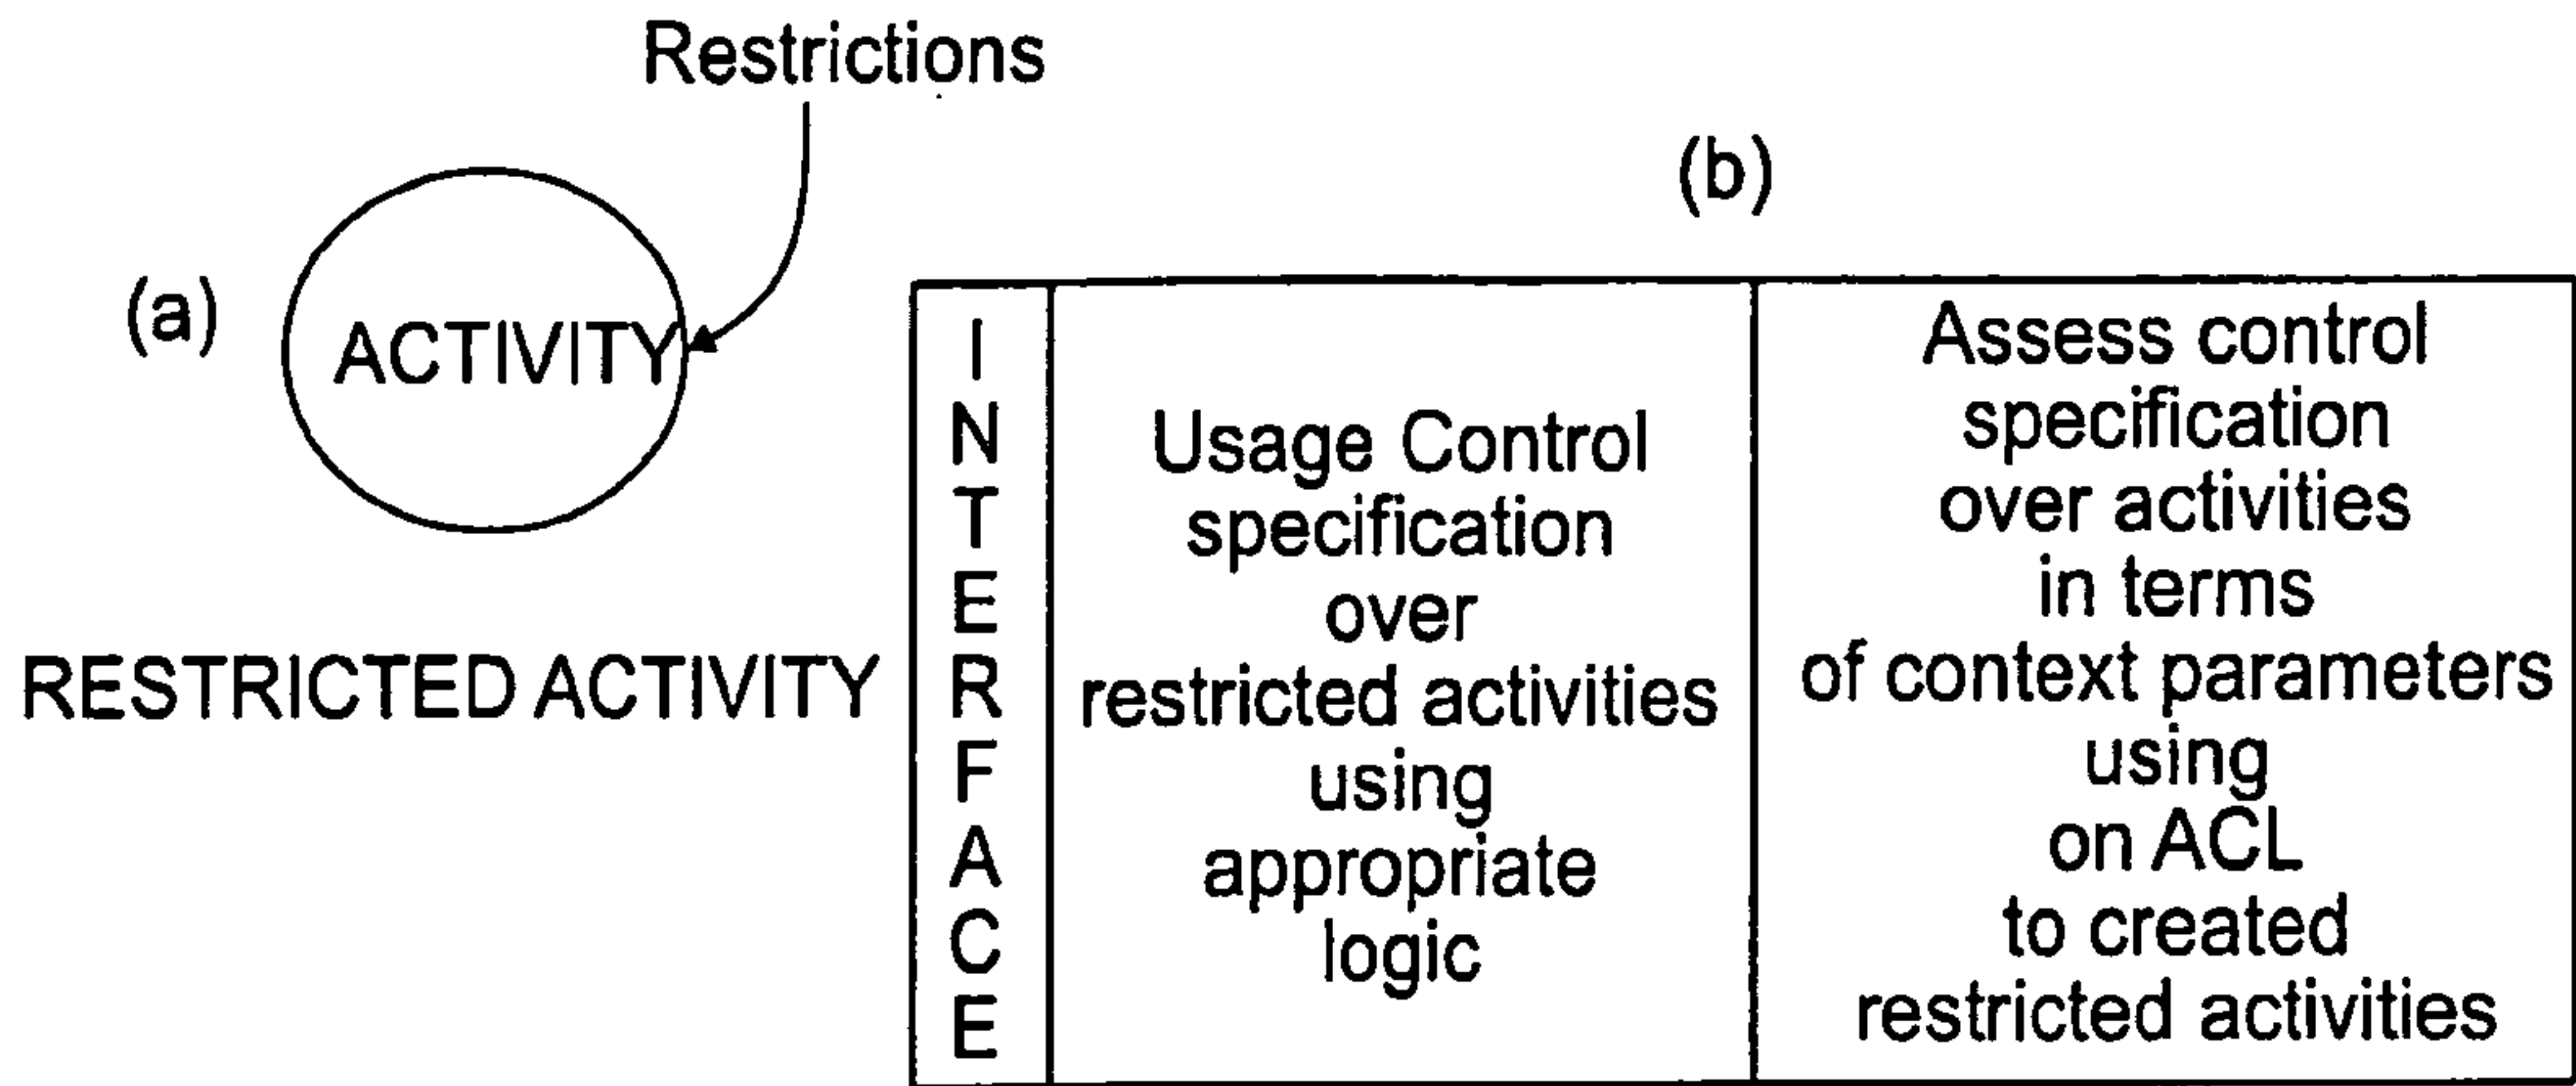 Restrictions
(a)
ACTIVITY
RESTRICTED ACTIVITY
(b)
I
N
T
E
R
F
A
C
E
Usage Control
specification
over
restricted activities
using
appropriate
logic
Assess control
specification
over activities
in terms
of context parameters
using
on ACL
to created
restricted activities